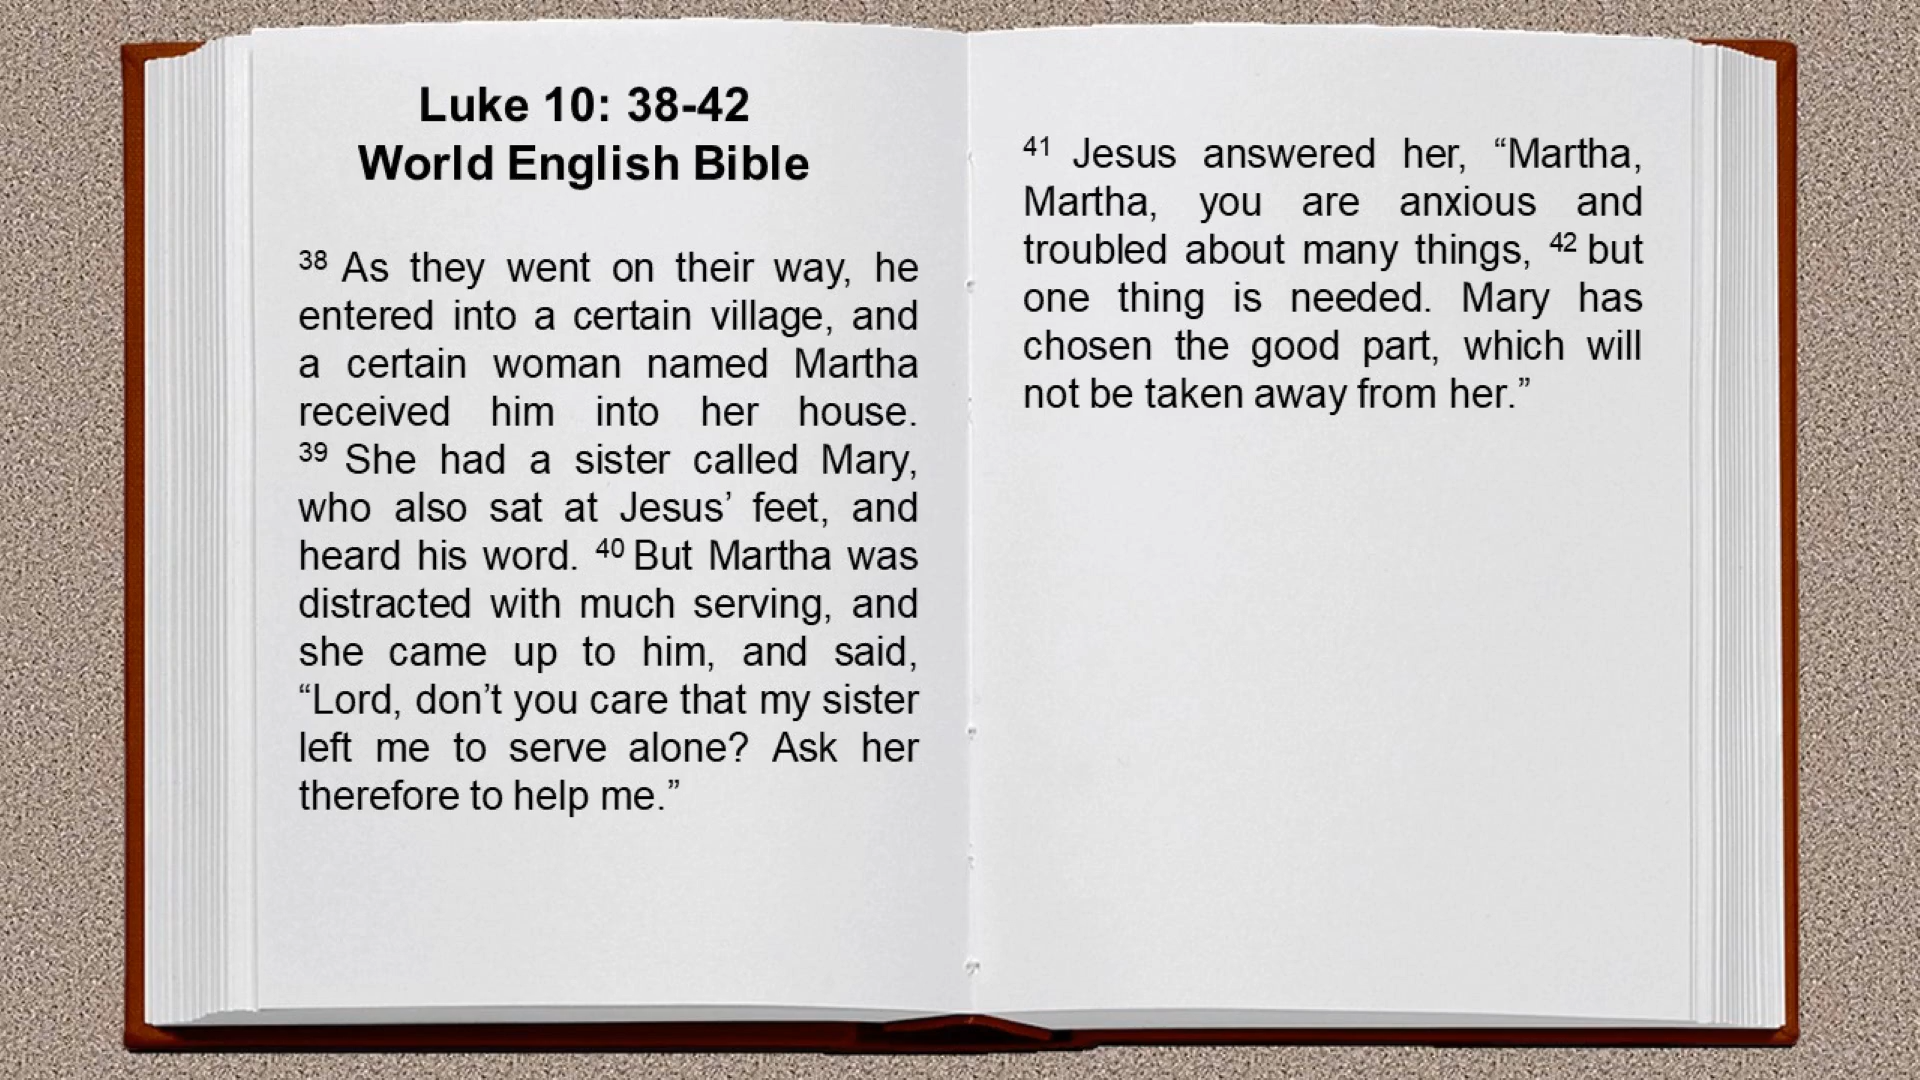 Luke 10: 38-42
World English Bible
38 As they went on their way, he
entered into a certain village, and
a certain woman named Martha
received him into her house.
39 She had a sister called Mary,
who also sat at Jesus’ feet, and
heard his word. 40 But Martha was
distracted with much serving, and
she came up to him, and said,
“Lord, don’t you care that my sister
left me to serve alone? Ask her
therefore to help me.”
41 Jesus answered her, “Martha,
Martha, you are anxious and
troubled about many things, 42 but
one thing is needed. Mary has
chosen the good part, which will
not be taken away from her.”